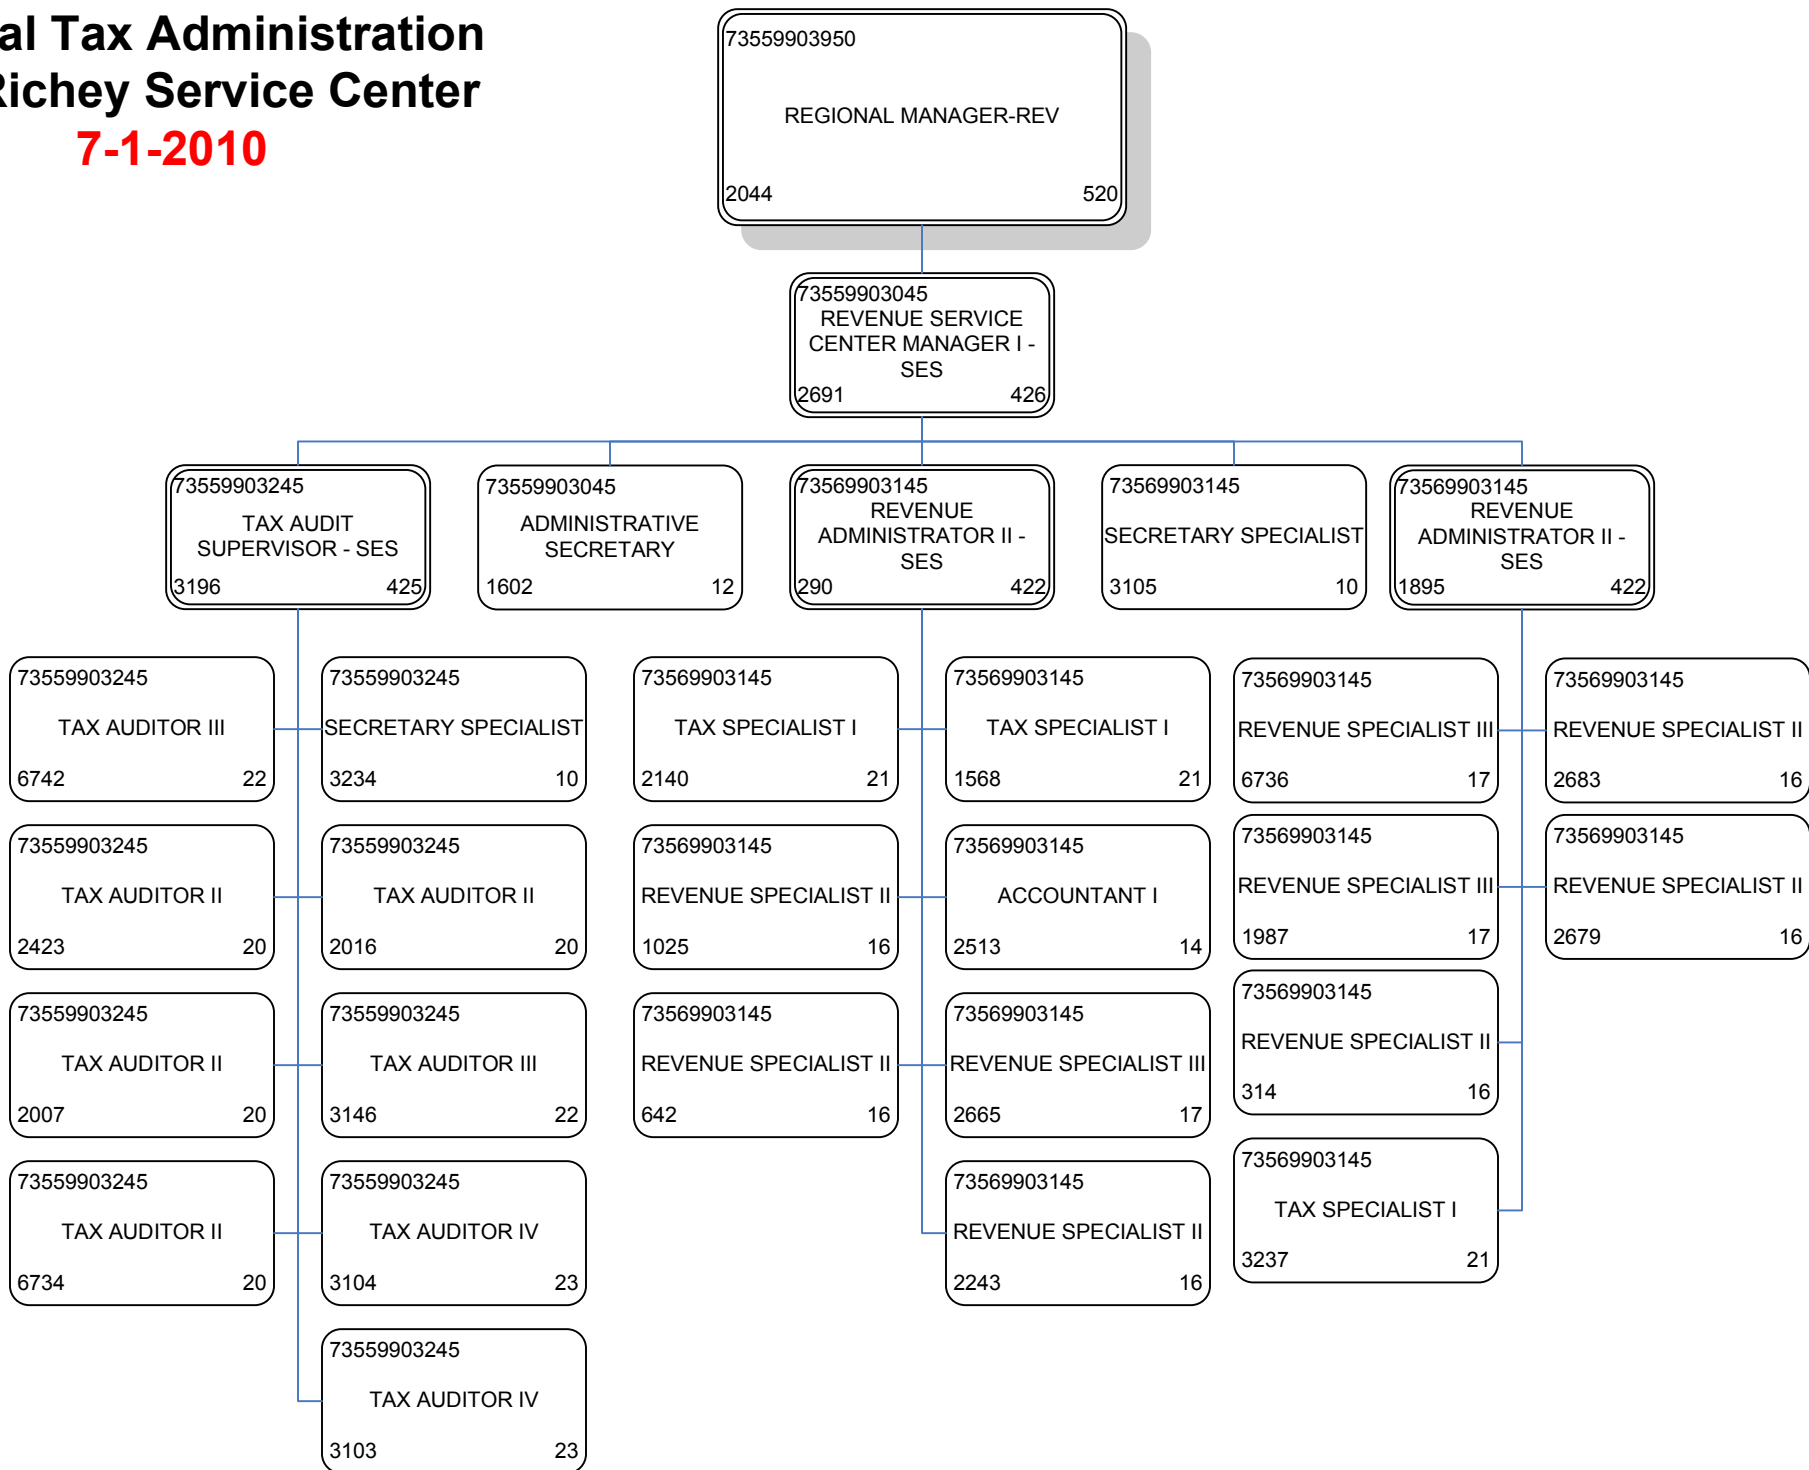 al Tax Administration
Richey Service Center
7-1-2010
73559903950
REGIONAL MANAGER-REV
2044 520
73559903045
REVENUE SERVICE
CENTER MANAGER I -
SES
2691 426
73559903245
TAX AUDIT
SUPERVISOR - SES
3196 425
73559903045
ADMINISTRATIVE
SECRETARY
1602 12
73569903145
REVENUE
ADMINISTRATOR II -
SES
290 422
73569903145
SECRETARY SPECIALIST
3105 10
73569903145
REVENUE
ADMINISTRATOR II -
SES
1895 422
73559903245
TAX AUDITOR III
6742 22
73559903245
SECRETARY SPECIALIST
3234 10
73569903145
TAX SPECIALIST I
2140 21
73569903145
TAX SPECIALIST I
1568 21
73569903145
REVENUE SPECIALIST III
6736 17
73569903145
REVENUE SPECIALIST II
2683 16
73559903245
TAX AUDITOR II
2423 20
73559903245
TAX AUDITOR II
2016 20
73569903145
REVENUE SPECIALIST II
1025 16
73569903145
ACCOUNTANT I
2513 14
73569903145
REVENUE SPECIALIST III
1987 17
73569903145
REVENUE SPECIALIST II
2679 16
73559903245
TAX AUDITOR II
2007 20
73559903245
TAX AUDITOR III
3146 22
73569903145
REVENUE SPECIALIST II
642 16
73569903145
REVENUE SPECIALIST III
2665 17
73569903145
REVENUE SPECIALIST II
314 16
73559903245
TAX AUDITOR II
6734 20
73559903245
TAX AUDITOR IV
3104 23
73569903145
REVENUE SPECIALIST II
2243 16
73569903145
TAX SPECIALIST I
3237 21
73559903245
TAX AUDITOR IV
3103 23